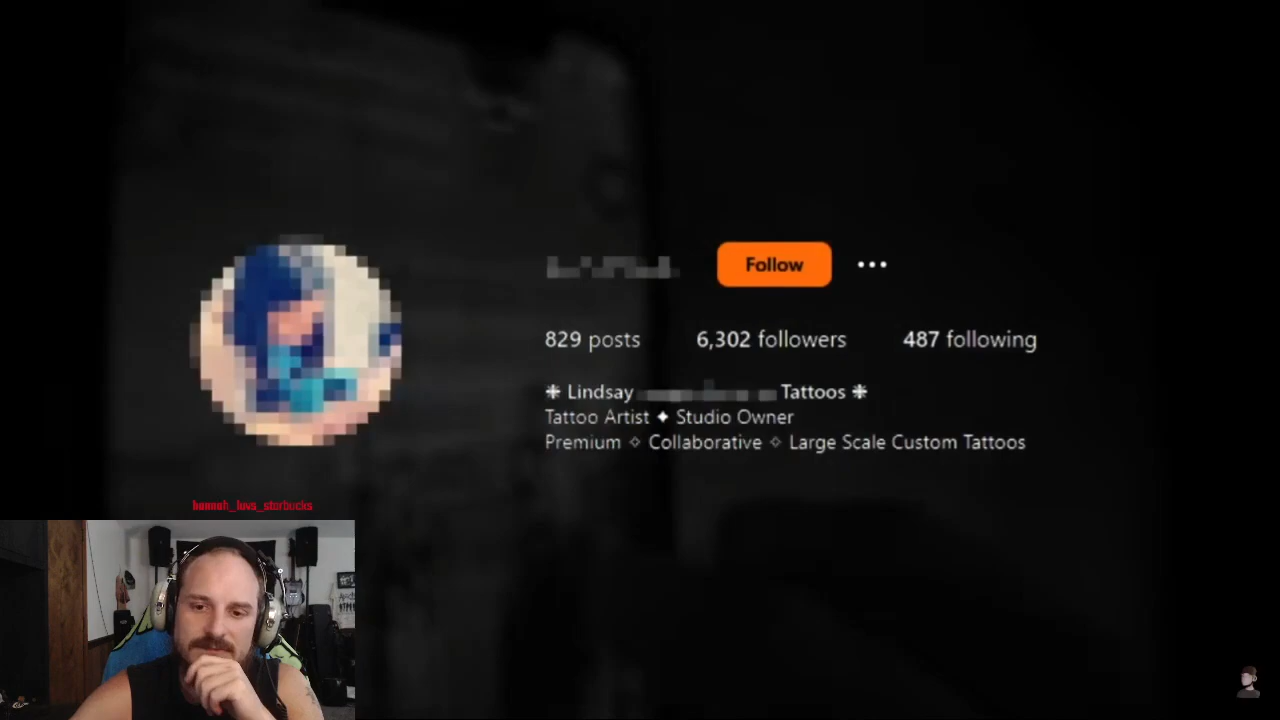 Follow
829 posts 6,302 followers 487 following
⁕ Lindsay Tattoos ⁕
Tattoo Artist ✦ Studio Owner
Premium ✧ Collaborative ✧ Large Scale Custom Tattoos
hannah_luvs_starbucks